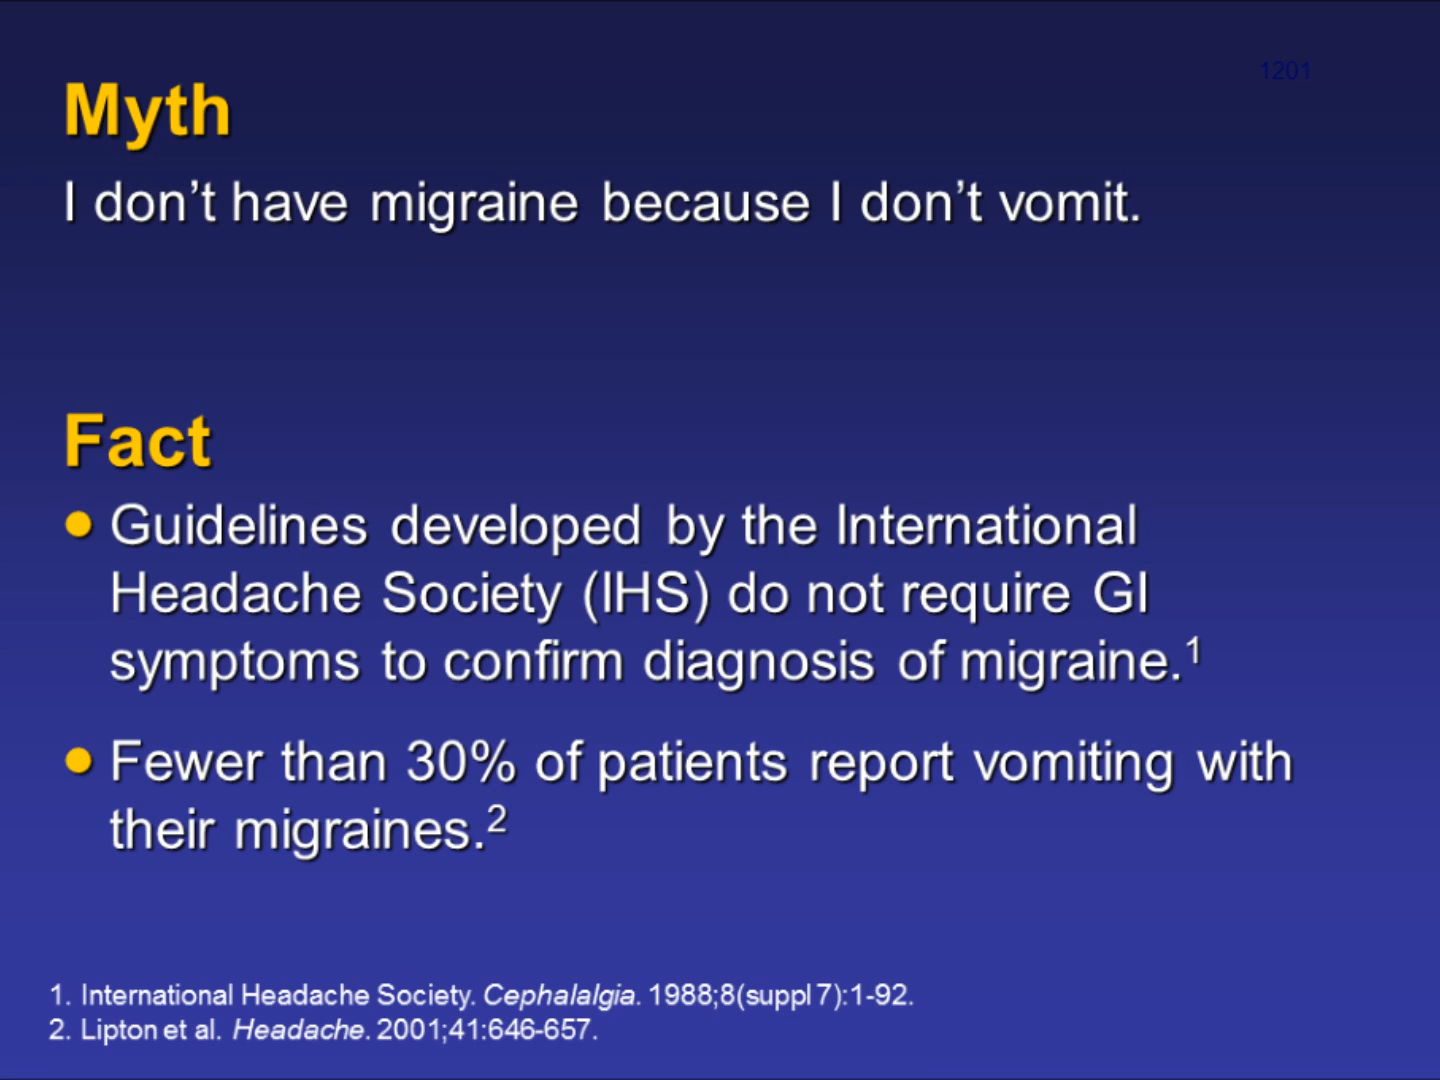 1201
Myth
I don’t have migraine because I don’t vomit.
Fact
● Guidelines developed by the International
Headache Society (IHS) do not require GI
symptoms to confirm diagnosis of migraine.¹
● Fewer than 30% of patients report vomiting with
their migraines.²
1. International Headache Society. Cephalalgia. 1988;8(suppl 7):1-92.
2. Lipton et al. Headache. 2001;41:646-657.